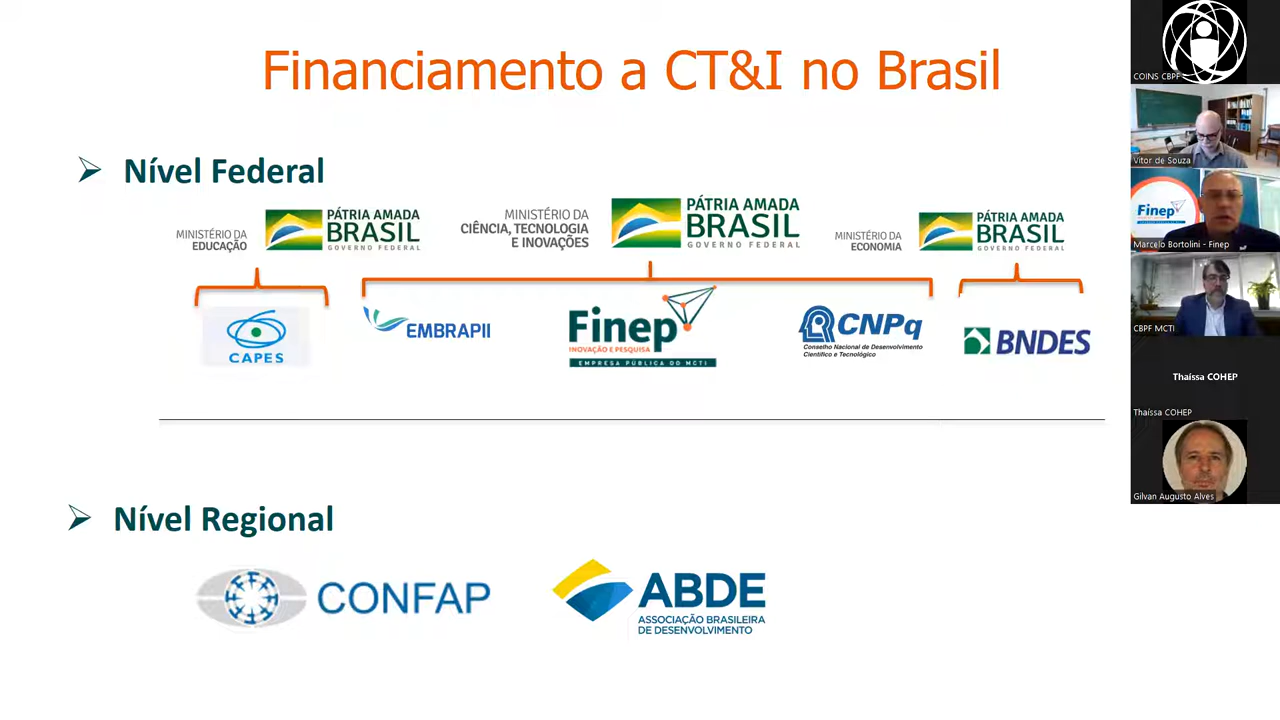 Financiamento a CT&I no Brasil
Nível Federal
MINISTÉRIO DA
EDUCAÇÃO
PÁTRIA AMADA
BRASIL
GOVERNO FEDERAL
MINISTÉRIO DA
CIÊNCIA, TECNOLOGIA
E INOVAÇÕES
PÁTRIA AMADA
BRASIL
GOVERNO FEDERAL
MINISTÉRIO DA
ECONOMIA
PÁTRIA AMADA
BRASIL
GOVERNO FEDERAL
CAPES
EMBRAPII
Finep
INOVAÇÃO E PESQUISA
EMPRESA PÚBLICA DO MCTI
CNPq
Conselho Nacional de Desenvolvimento
Científico e Tecnológico
BNDES
Nível Regional
CONFAP
ABDE
ASSOCIAÇÃO BRASILEIRA
DE DESENVOLVIMENTO
COINS CBPF
Vitor de Souza
Finep
Marcelo Bortolini - Finep
CBPF MCTI
Thaíssa COHEP
Thaíssa COHEP
Gilvan Augusto Alves